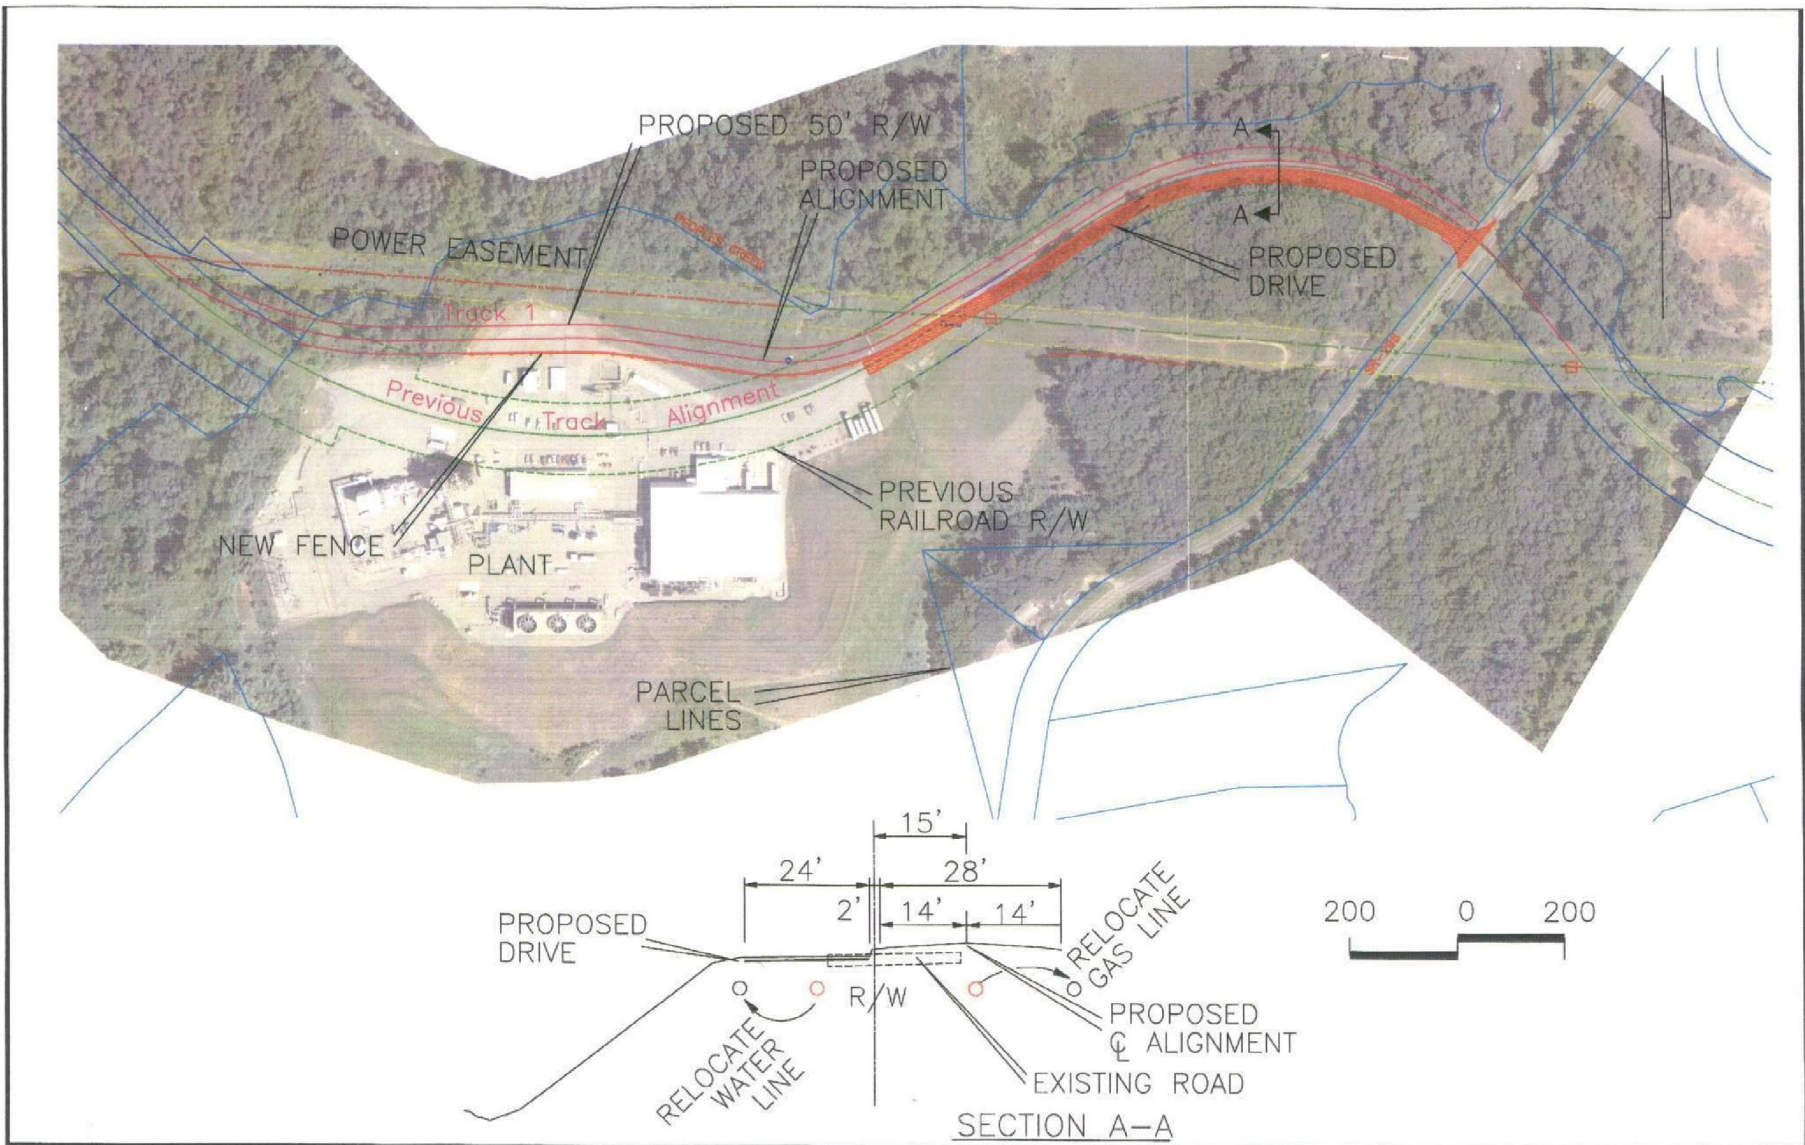 PROPOSED 50' R/W
A
PROPOSED
ALIGNMENT
A
POWER EASEMENT
PROPOSED
DRIVE
Track 1
Previous Track Alignment
PREVIOUS
RAILROAD R/W
NEW FENCE
PLANT
PARCEL
LINES
15'
24'
28'
2'
14'
14'
PROPOSED
DRIVE
RELOCATE
GAS LINE
200 0 200
R/W
RELOCATE
WATER
LINE
PROPOSED
℄ ALIGNMENT
EXISTING ROAD
SECTION A-A